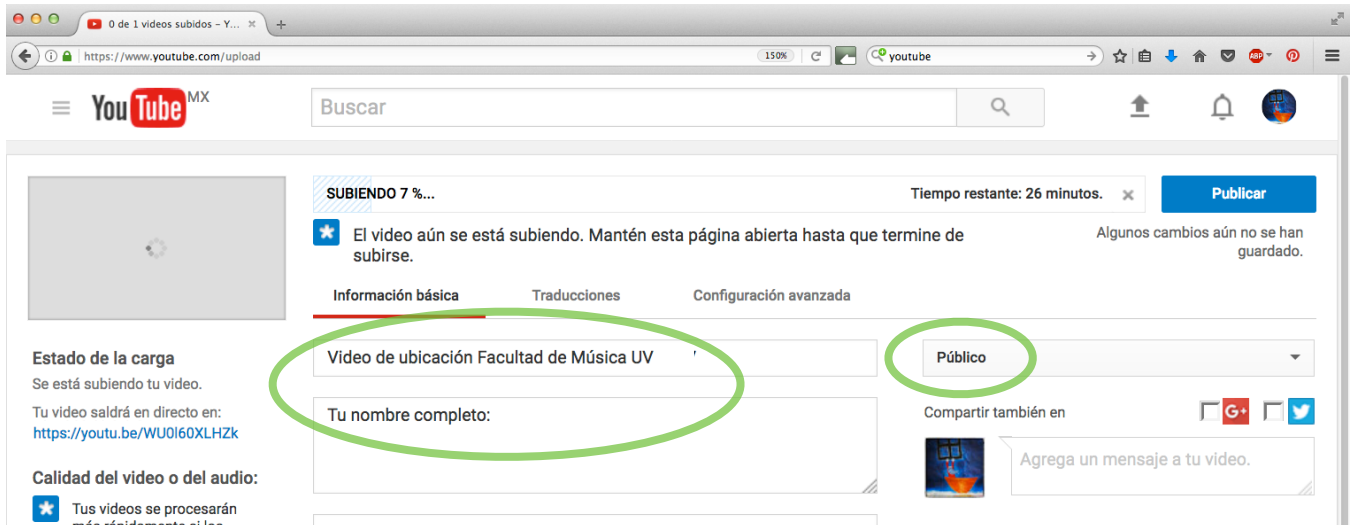 0 de 1 videos subidos - Y...
https://www.youtube.com/upload
150%
youtube
ABP
YouTube MX
Buscar
SUBIENDO 7 %...
Tiempo restante: 26 minutos.
Publicar
El video aún se está subiendo. Mantén esta página abierta hasta que termine de
subirse.
Algunos cambios aún no se han
guardado.
Información básica
Traducciones
Configuración avanzada
Estado de la carga
Se está subiendo tu video.
Tu video saldrá en directo en:
https://youtu.be/WU0l60XLHZk
Calidad del video o del audio:
Tus videos se procesarán
Video de ubicación Facultad de Música UV
Tu nombre completo:
Público
Compartir también en
G+
Agrega un mensaje a tu video.